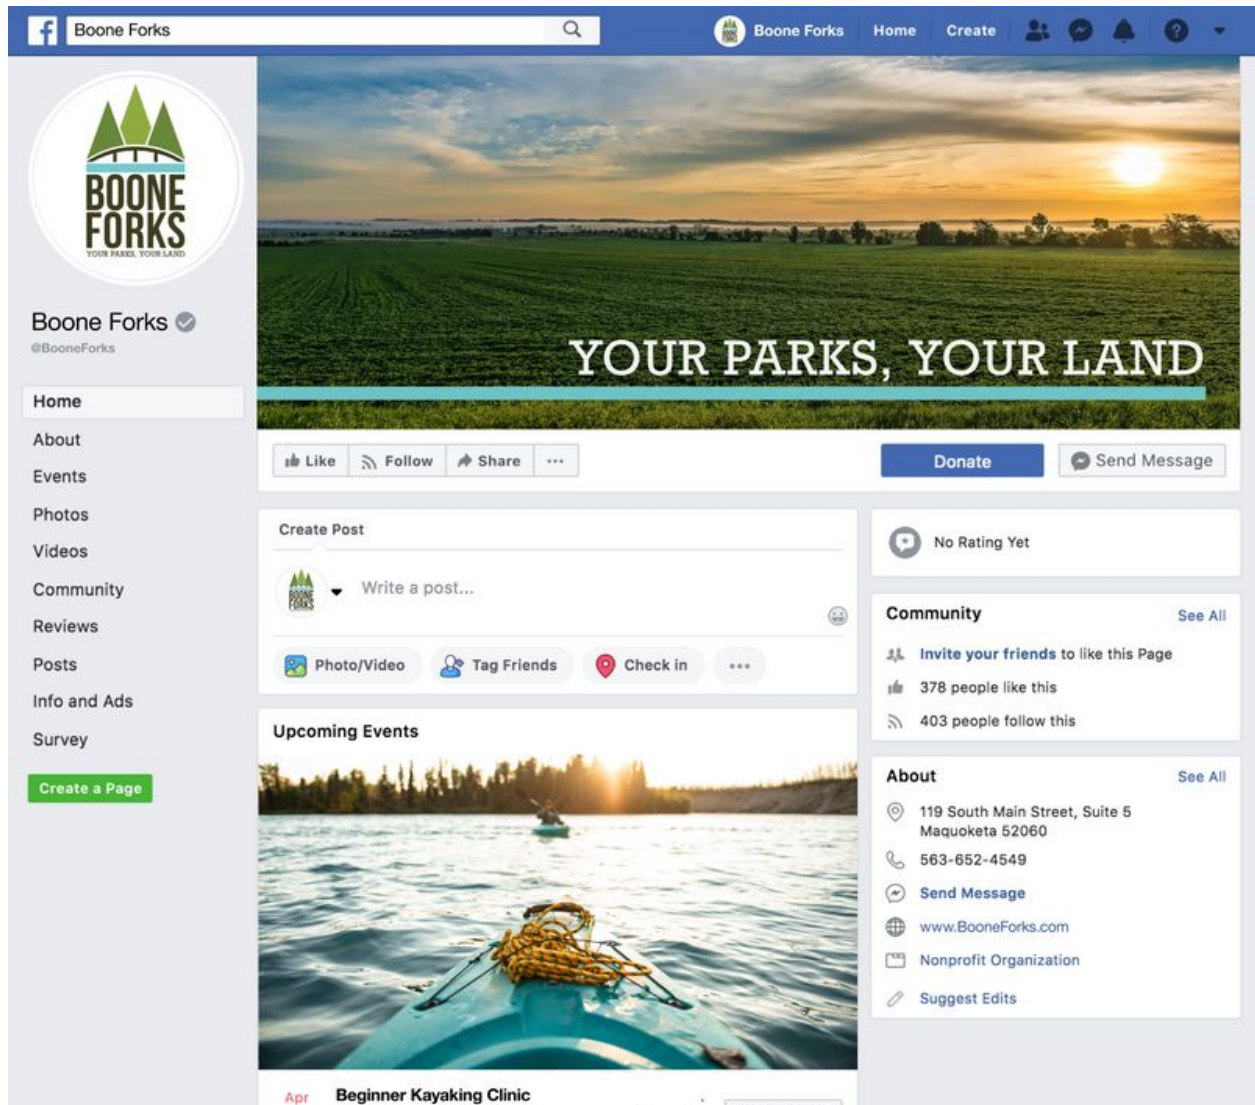 Boone Forks
Boone Forks
Home
Create
BOONE
FORKS
YOUR PARKS, YOUR LAND
Boone Forks
@BooneForks
Home
About
Events
Photos
Videos
Community
Reviews
Posts
Info and Ads
Survey
Create a Page
YOUR PARKS, YOUR LAND
Like
Follow
Share
Donate
Send Message
Create Post
BOONE
FORKS
Write a post...
Photo/Video
Tag Friends
Check in
Upcoming Events
Apr
Beginner Kayaking Clinic
No Rating Yet
Community
See All
Invite your friends to like this Page
378 people like this
403 people follow this
About
See All
119 South Main Street, Suite 5
Maquoketa 52060
563-652-4549
Send Message
www.BooneForks.com
Nonprofit Organization
Suggest Edits